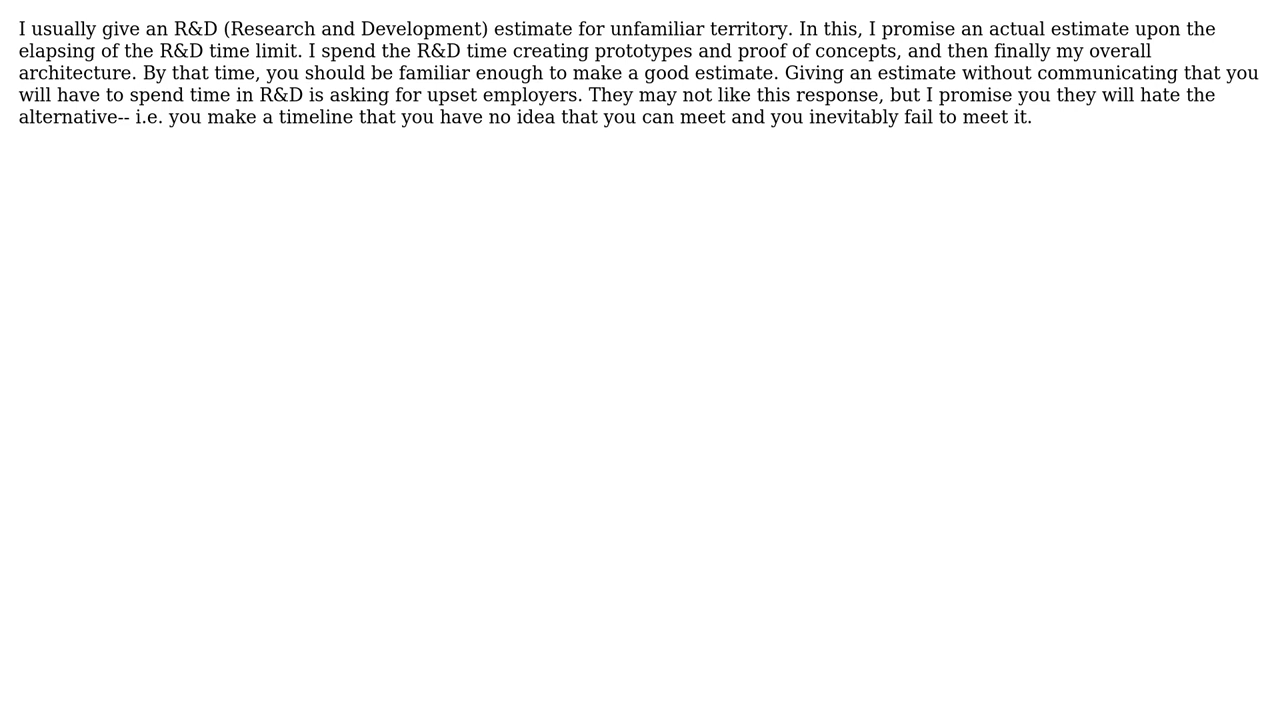 I usually give an R&D (Research and Development) estimate for unfamiliar territory. In this, I promise an actual estimate upon the
elapsing of the R&D time limit. I spend the R&D time creating prototypes and proof of concepts, and then finally my overall
architecture. By that time, you should be familiar enough to make a good estimate. Giving an estimate without communicating that you
will have to spend time in R&D is asking for upset employers. They may not like this response, but I promise you they will hate the
alternative-- i.e. you make a timeline that you have no idea that you can meet and you inevitably fail to meet it.